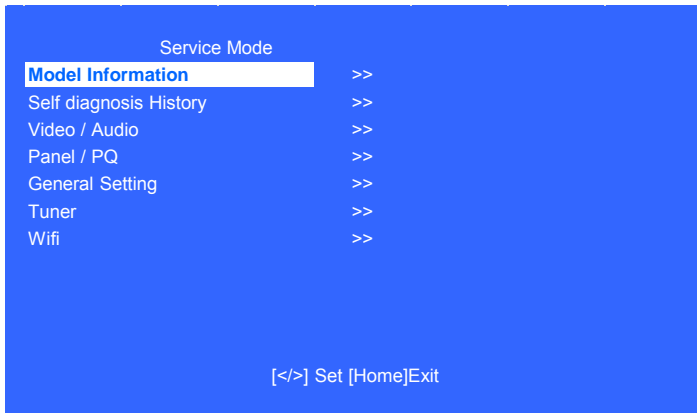 Service Mode
Model Information >>
Self diagnosis History >>
Video / Audio >>
Panel / PQ >>
General Setting >>
Tuner >>
Wifi >>
[</>] Set [Home]Exit